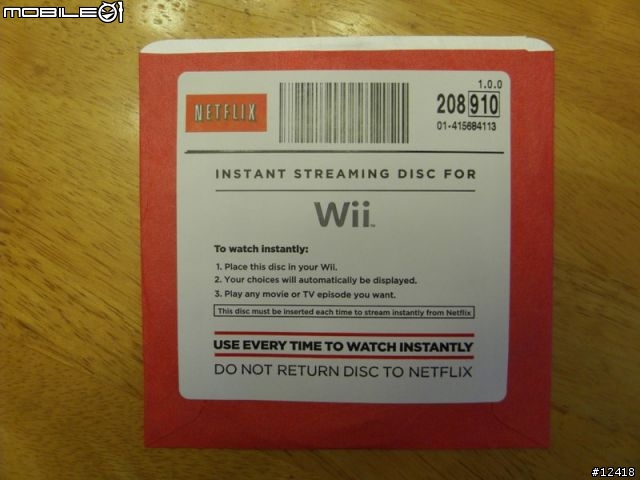 MOBILE01
NETFLIX
1.0.0
208 910
01-415684113
INSTANT STREAMING DISC FOR
Wii™
To watch instantly:
1. Place this disc in your Wii.
2. Your choices will automatically be displayed.
3. Play any movie or TV episode you want.
This disc must be inserted each time to stream instantly from Netflix
USE EVERY TIME TO WATCH INSTANTLY
DO NOT RETURN DISC TO NETFLIX
#12418